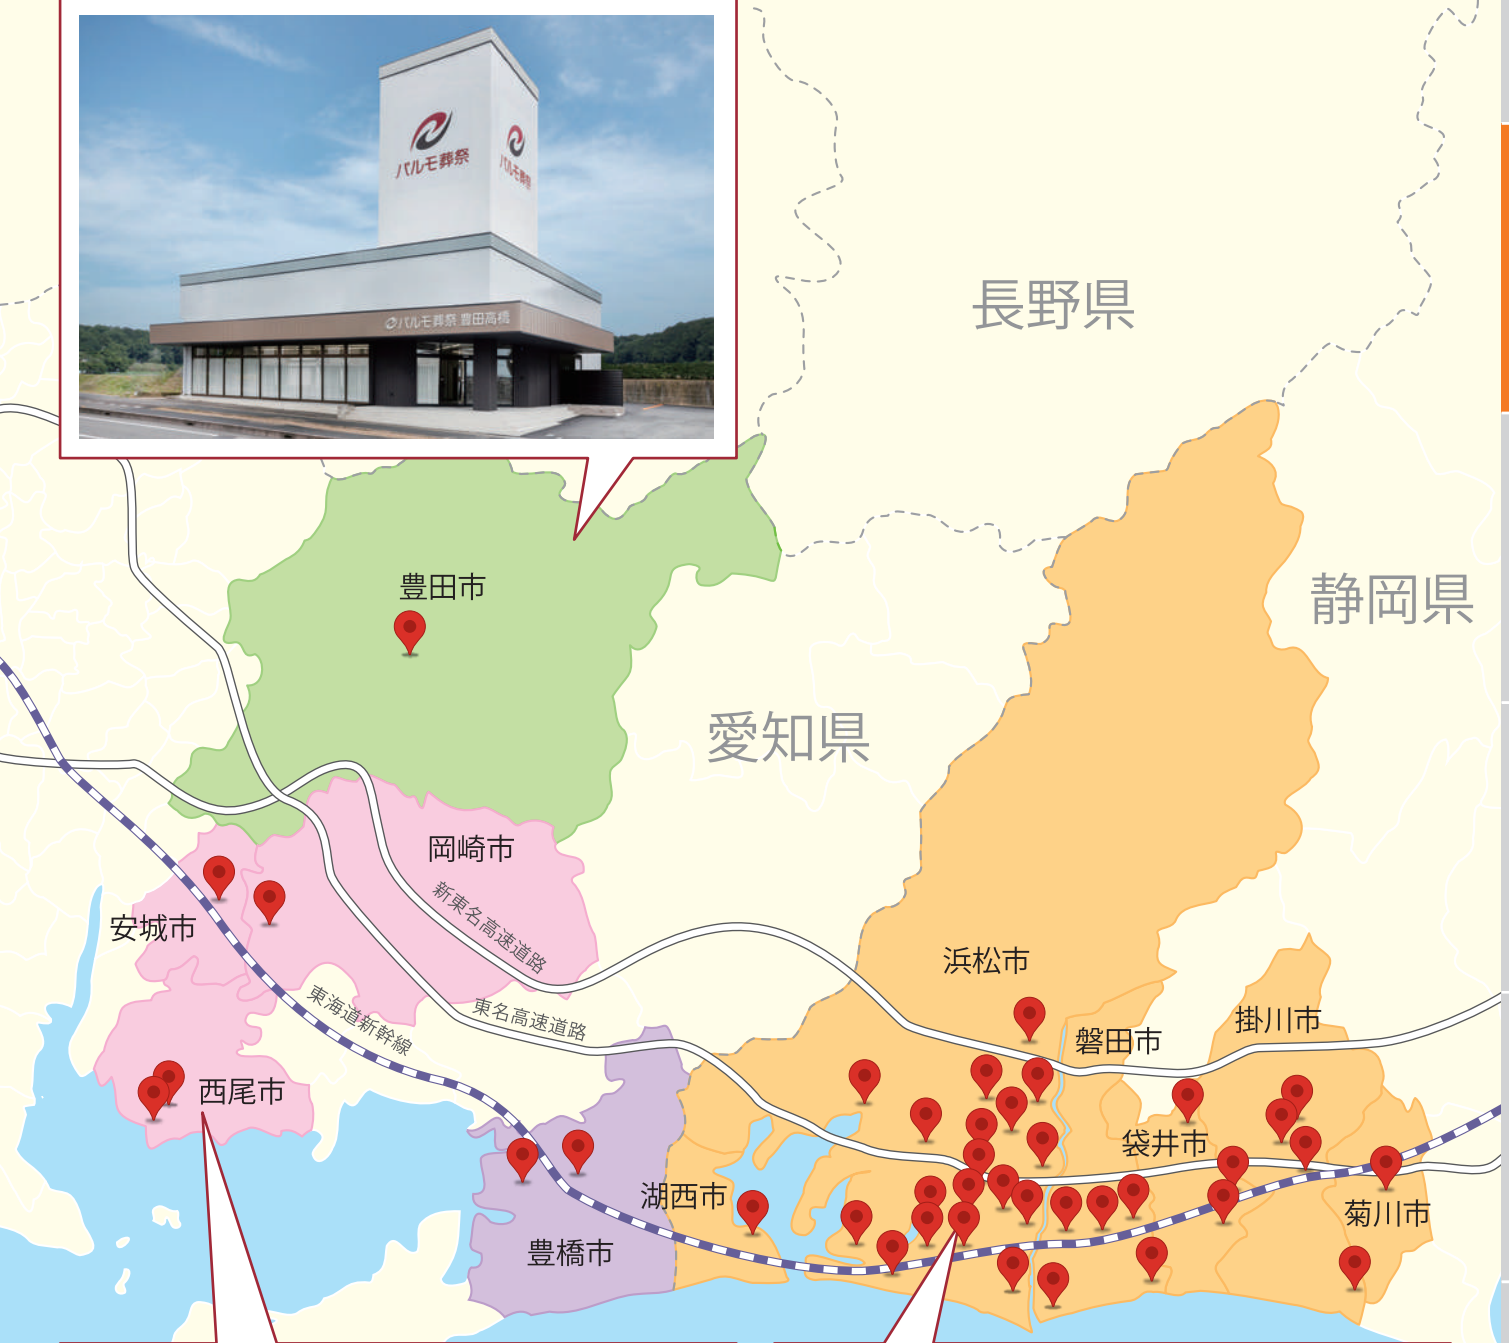 パルモ葬祭
パルモ葬祭
パルモ葬祭 豊田高橋
長野県
静岡県
愛知県
豊田市
岡崎市
安城市
新東名高速道路
東名高速道路
東海道新幹線
西尾市
豊橋市
湖西市
浜松市
磐田市
掛川市
袋井市
菊川市